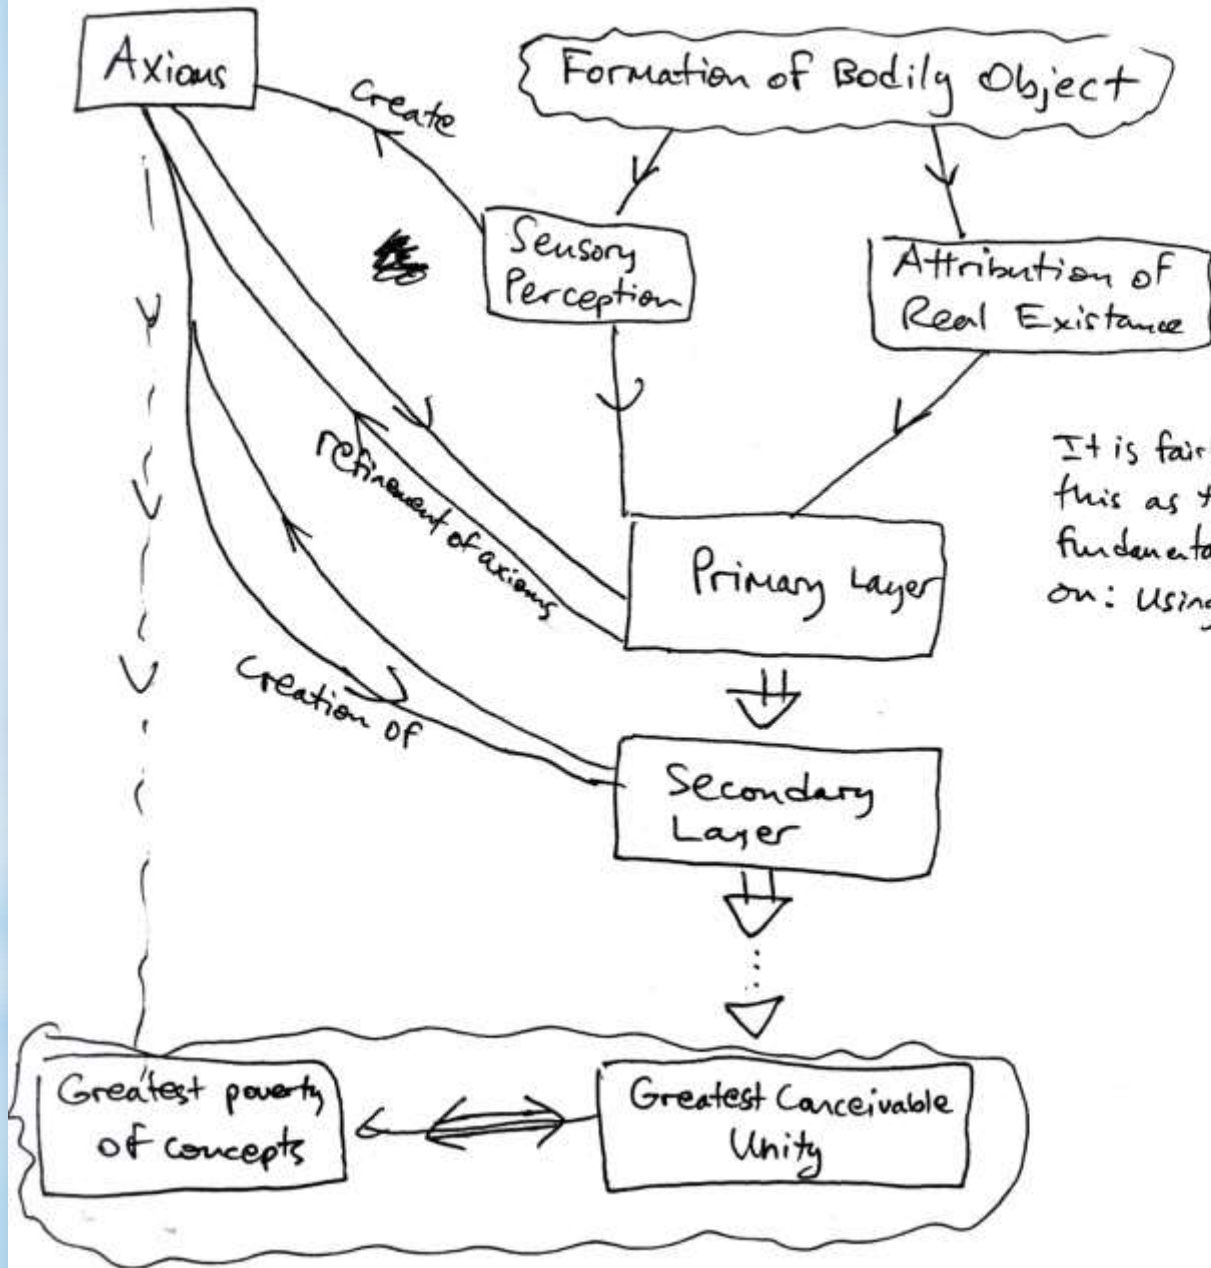 Axioms
Formation of Bodily Object
Create
Sensory
Perception
Attribution of
Real Existance
refinement of axioms
It is fair
this as
fundamenta
on: Using
Primary Layer
Creation of
Secondary
Layer
Greatest poverty
of concepts
Greatest Conceivable
Unity